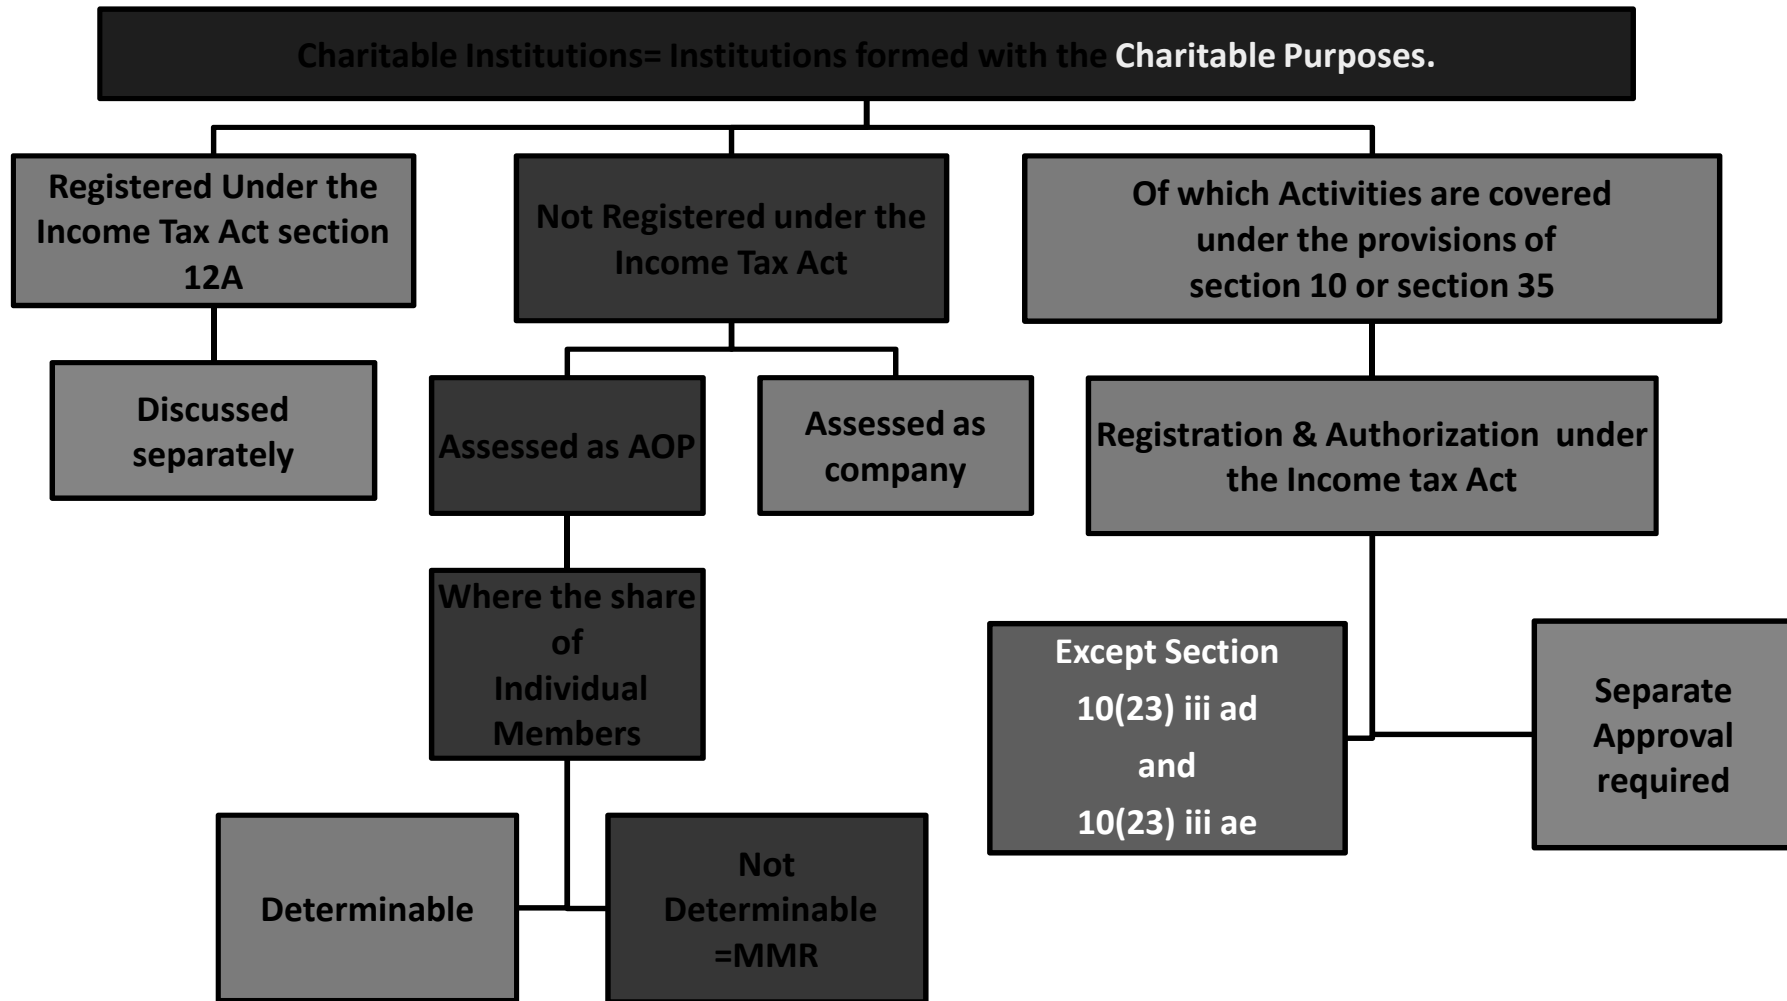 Charitable Institutions= Institutions formed with the Charitable Purposes.
Registered Under the
Income Tax Act section
12A
Not Registered under the
Income Tax Act
Of which Activities are covered
under the provisions of
section 10 or section 35
Discussed
separately
Assessed as AOP
Assessed as
company
Registration & Authorization under
the Income tax Act
Where the share
of
Individual
Members
Except Section
10(23) iii ad
and
10(23) iii ae
Separate
Approval
required
Determinable
Not
Determinable
=MMR